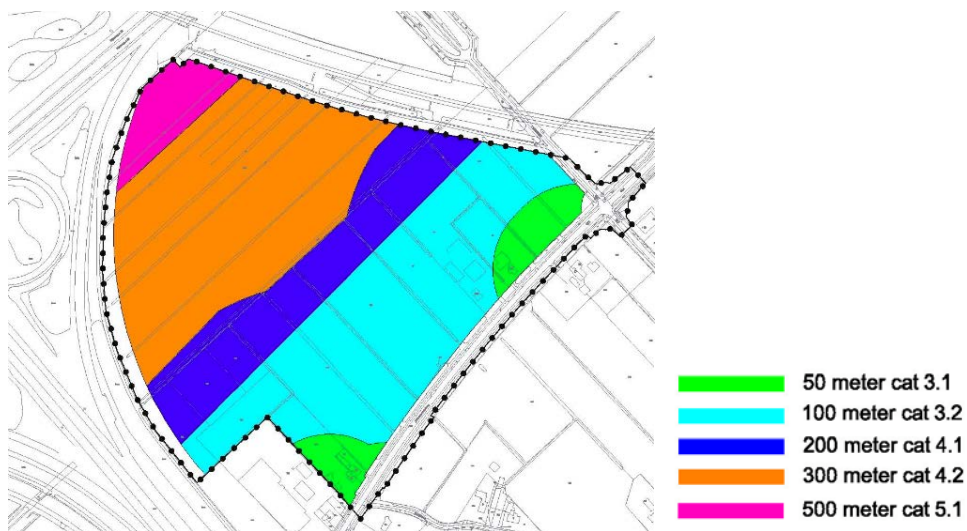 50 meter cat 3.1
100 meter cat 3.2
200 meter cat 4.1
300 meter cat 4.2
500 meter cat 5.1